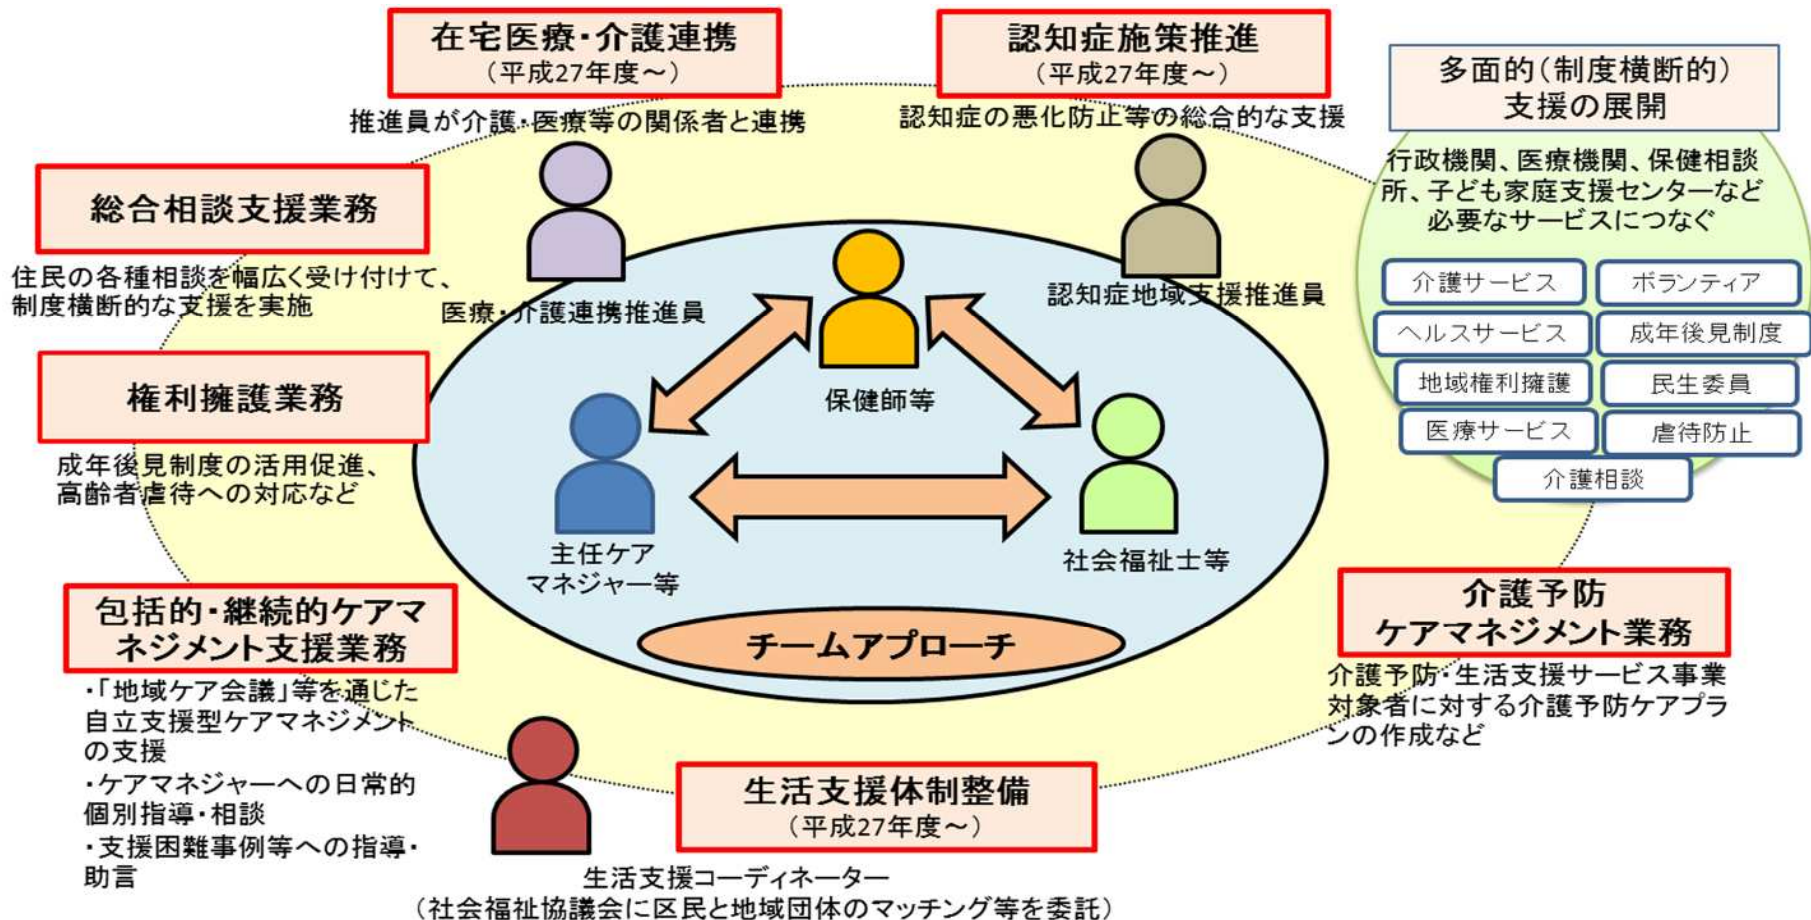 在宅医療・介護連携
（平成27年度～）
推進員が介護・医療等の関係者と連携
医療・介護連携推進員
認知症施策推進
（平成27年度～）
認知症の悪化防止等の総合的な支援
認知症地域支援推進員
多面的（制度横断的）
支援の展開
行政機関、医療機関、保健相談
所、子ども家庭支援センターなど
必要なサービスにつなぐ
介護サービス
ボランティア
ヘルスサービス
成年後見制度
地域権利擁護
民生委員
医療サービス
虐待防止
介護相談
総合相談支援業務
住民の各種相談を幅広く受け付けて、
制度横断的な支援を実施
権利擁護業務
成年後見制度の活用促進、
高齢者虐待への対応など
保健師等
主任ケア
マネジャー等
社会福祉士等
チームアプローチ
包括的・継続的ケアマ
ネジメント支援業務
・「地域ケア会議」等を通じた
自立支援型ケアマネジメント
の支援
・ケアマネジャーへの日常的
個別指導・相談
・支援困難事例等への指導・
助言
介護予防
ケアマネジメント業務
介護予防・生活支援サービス事業
対象者に対する介護予防ケアプラ
ンの作成など
生活支援体制整備
（平成27年度～）
生活支援コーディネーター
（社会福祉協議会に区民と地域団体のマッチング等を委託）